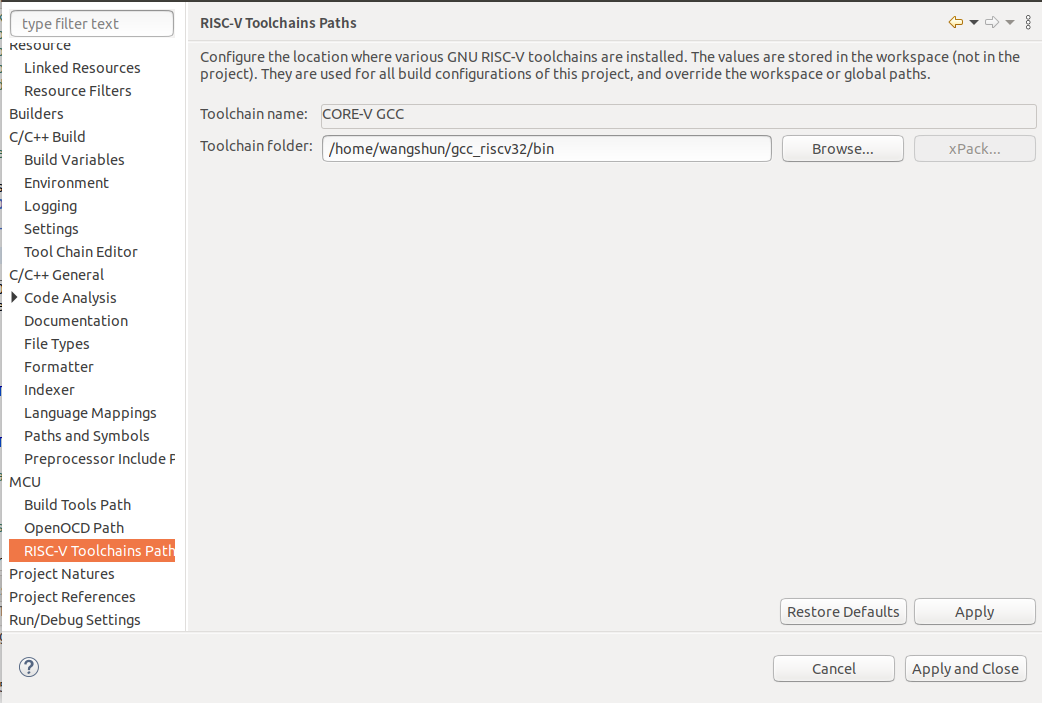 type filter text
Resource
Linked Resources
Resource Filters
Builders
C/C++ Build
Build Variables
Environment
Logging
Settings
Tool Chain Editor
C/C++ General
Code Analysis
Documentation
File Types
Formatter
Indexer
Language Mappings
Paths and Symbols
Preprocessor Include P
MCU
Build Tools Path
OpenOCD Path
RISC-V Toolchains Path
Project Natures
Project References
Run/Debug Settings
RISC-V Toolchains Paths
Configure the location where various GNU RISC-V toolchains are installed. The values are stored in the workspace (not in the
project). They are used for all build configurations of this project, and override the workspace or global paths.
Toolchain name: CORE-V GCC
Toolchain folder: /home/wangshun/gcc_riscv32/bin Browse... xPack...
Restore Defaults Apply
? Cancel Apply and Close